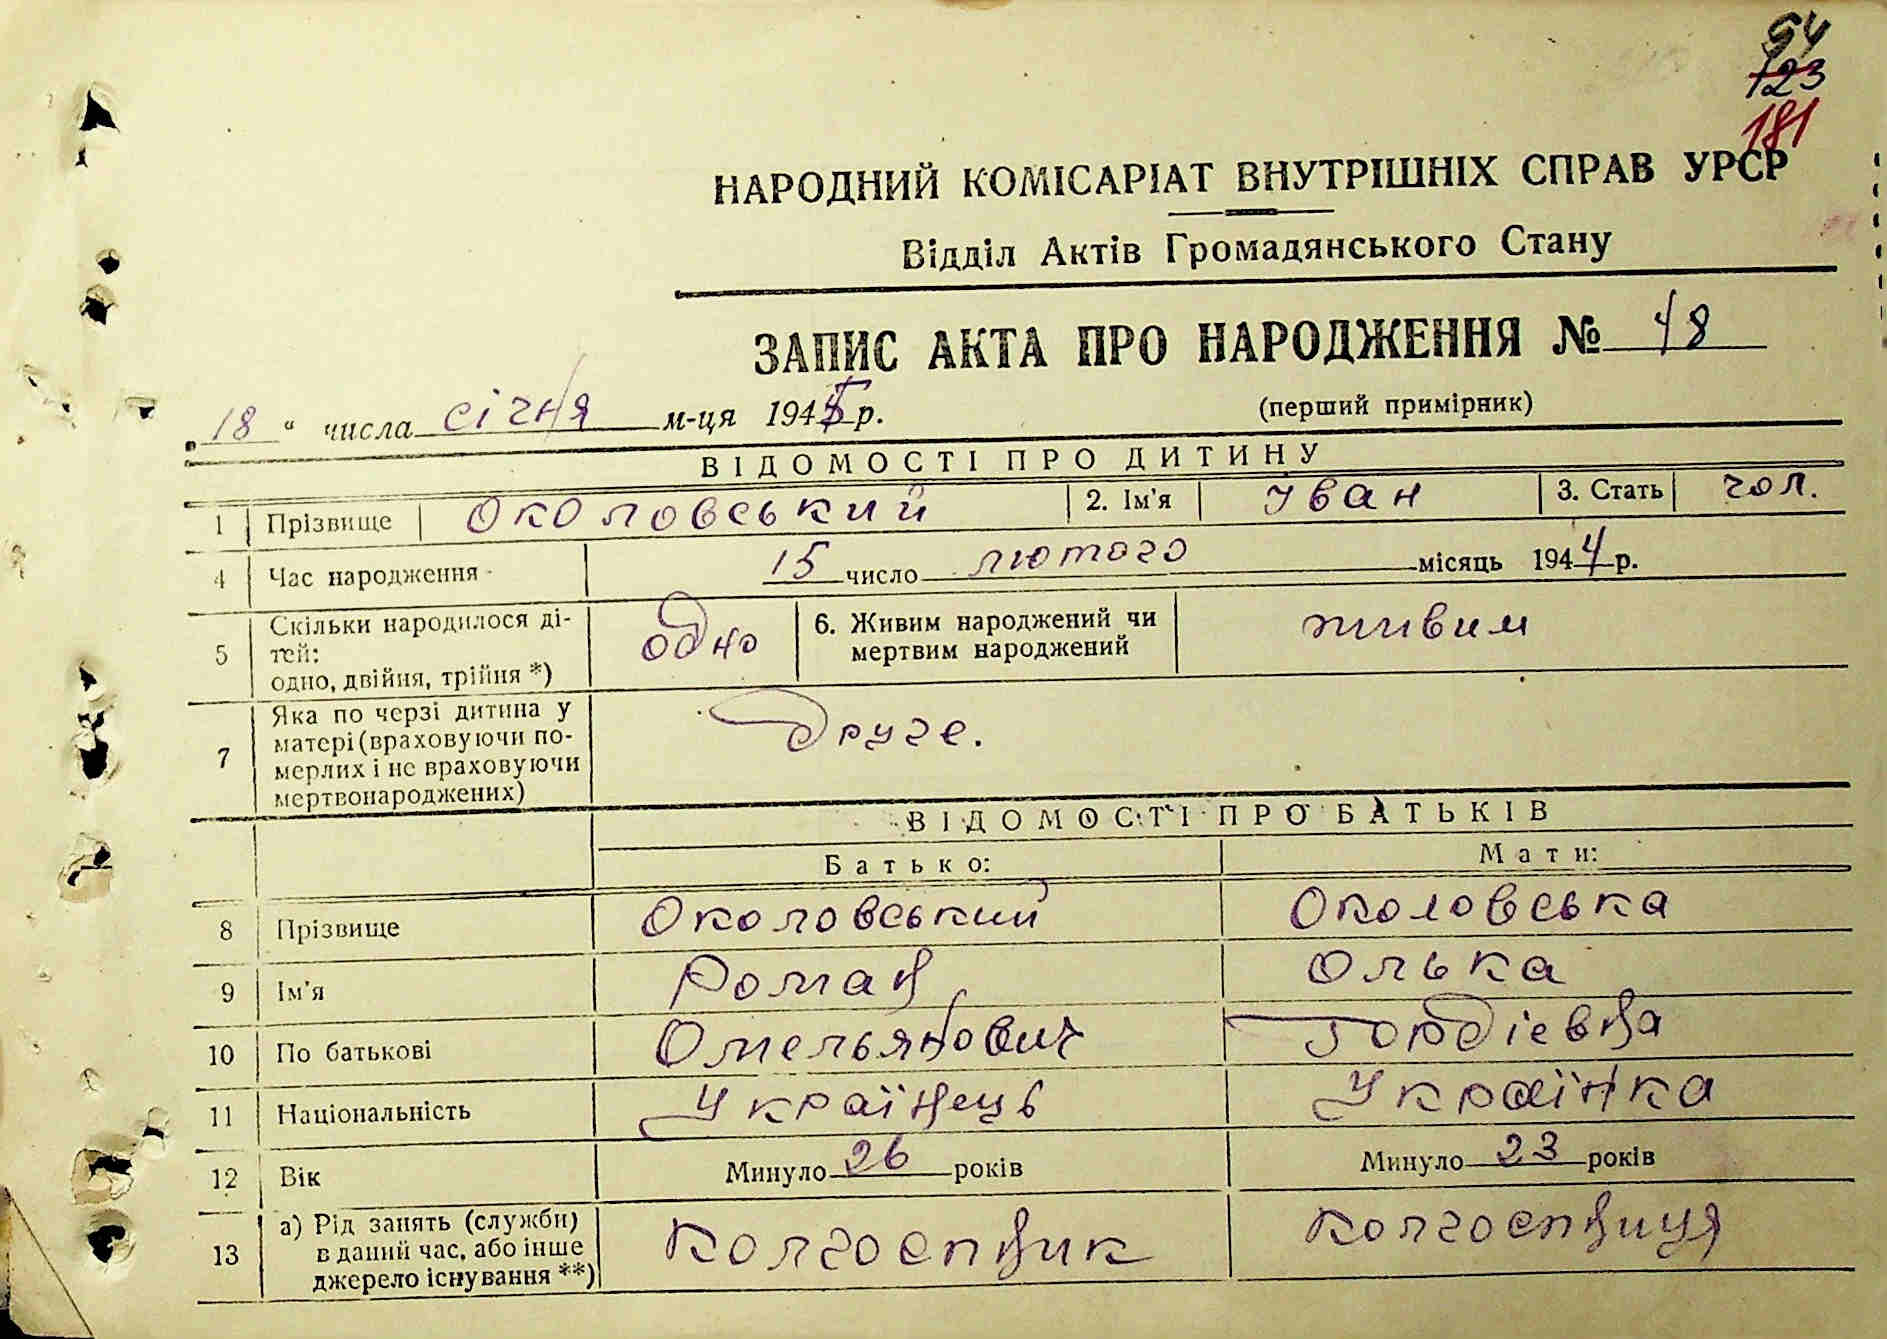 54
123
181
НАРОДНИЙ КОМІСАРІАТ ВНУТРІШНІХ СПРАВ УРСР
Відділ Актів Громадянського Стану
ЗАПИС АКТА ПРО НАРОДЖЕННЯ № 48
„18“ числа січня м-ця 1945 р.
(перший примірник)
ВІДОМОСТІ ПРО ДИТИНУ
1 Прізвище Околовський 2. Ім'я Іван 3. Стать чол.
4 Час народження 15 число лютого місяць 1944 р.
5 Скільки народилося ді-
тей:
одно, двійня, трійня *) одно 6. Живим народжений чи
мертвим народжений живим
7 Яка по черзі дитина у
матері (враховуючи по-
мерлих і не враховуючи
мертвонароджених) друге.
ВІДОМОСТІ ПРО БАТЬКІВ
Батько: Мати:
8 Прізвище Околовський Околовська
9 Ім'я Роман Олька
10 По батькові Омельянович Гордієвна
11 Національність Українець Українка
12 Вік Минуло 26 років Минуло 23 років
13 а) Рід занять (служби)
в даний час, або інше
джерело існування **) Колгоспник Колгоспниця